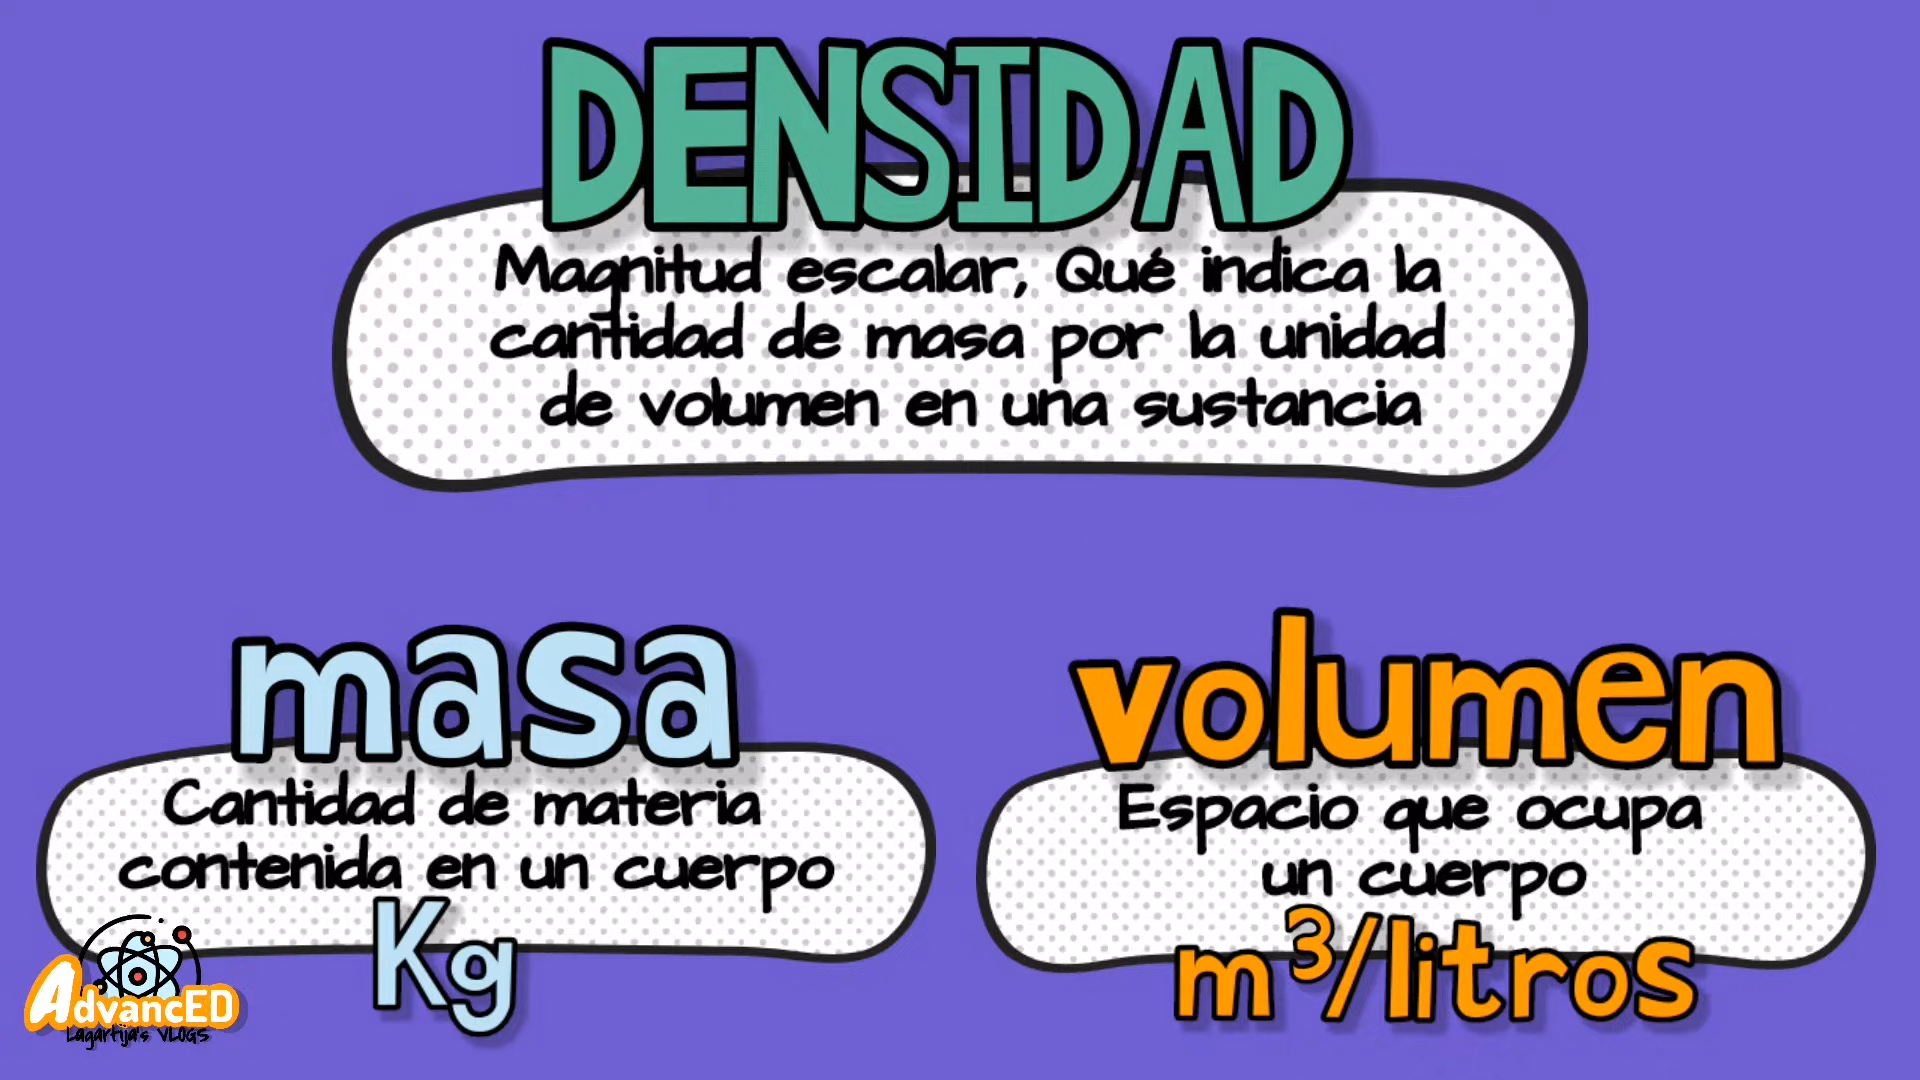 DENSIDAD
Magnitud escalar, Qué indica la
cantidad de masa por la unidad
de volumen en una sustancia
masa
Cantidad de materia
contenida en un cuerpo
Kg
volumen
Espacio que ocupa
un cuerpo
m³/litros
AdvancED
Lagartija's VLOGS